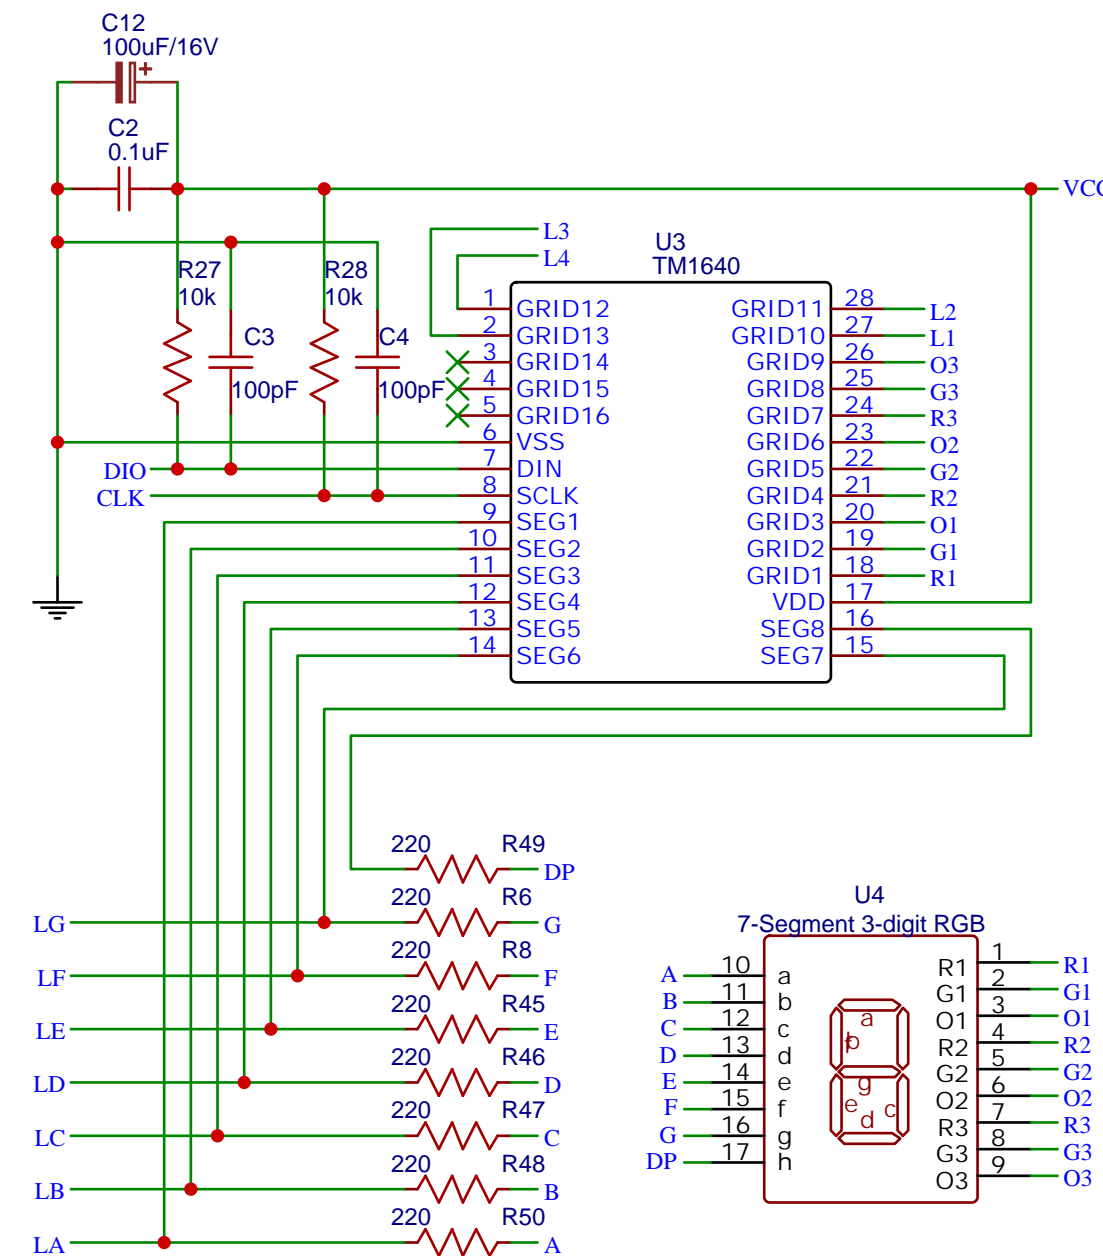 C12
100uF/16V
C2
0.1uF
L3
L4
U3
TM1640
R27
10k
R28
10k
C3
100pF
C4
100pF
DIO
CLK
1 GRID12
2 GRID13
3 GRID14
4 GRID15
5 GRID16
6 VSS
7 DIN
8 SCLK
9 SEG1
10 SEG2
11 SEG3
12 SEG4
13 SEG5
14 SEG6
GRID11 28 L2
GRID10 27 L1
GRID9 26 O3
GRID8 25 G3
GRID7 24 R3
GRID6 23 O2
GRID5 22 G2
GRID4 21 R2
GRID3 20 O1
GRID2 19 G1
GRID1 18 R1
VDD 17
SEG8 16
SEG7 15
220 R49
DP
220 R6
LG G
220 R8
LF F
220 R45
LE E
220 R46
LD D
220 R47
LC C
220 R48
LB B
220 R50
LA A
U4
7-Segment 3-digit RGB
A 10 a
B 11 b
C 12 c
D 13 d
E 14 e
F 15 f
G 16 g
DP 17 h
a
f b
g
e c
d
R1 1 R1
G1 2 G1
O1 3 O1
R2 4 R2
G2 5 G2
O2 6 O2
R3 7 R3
G3 8 G3
O3 9 O3